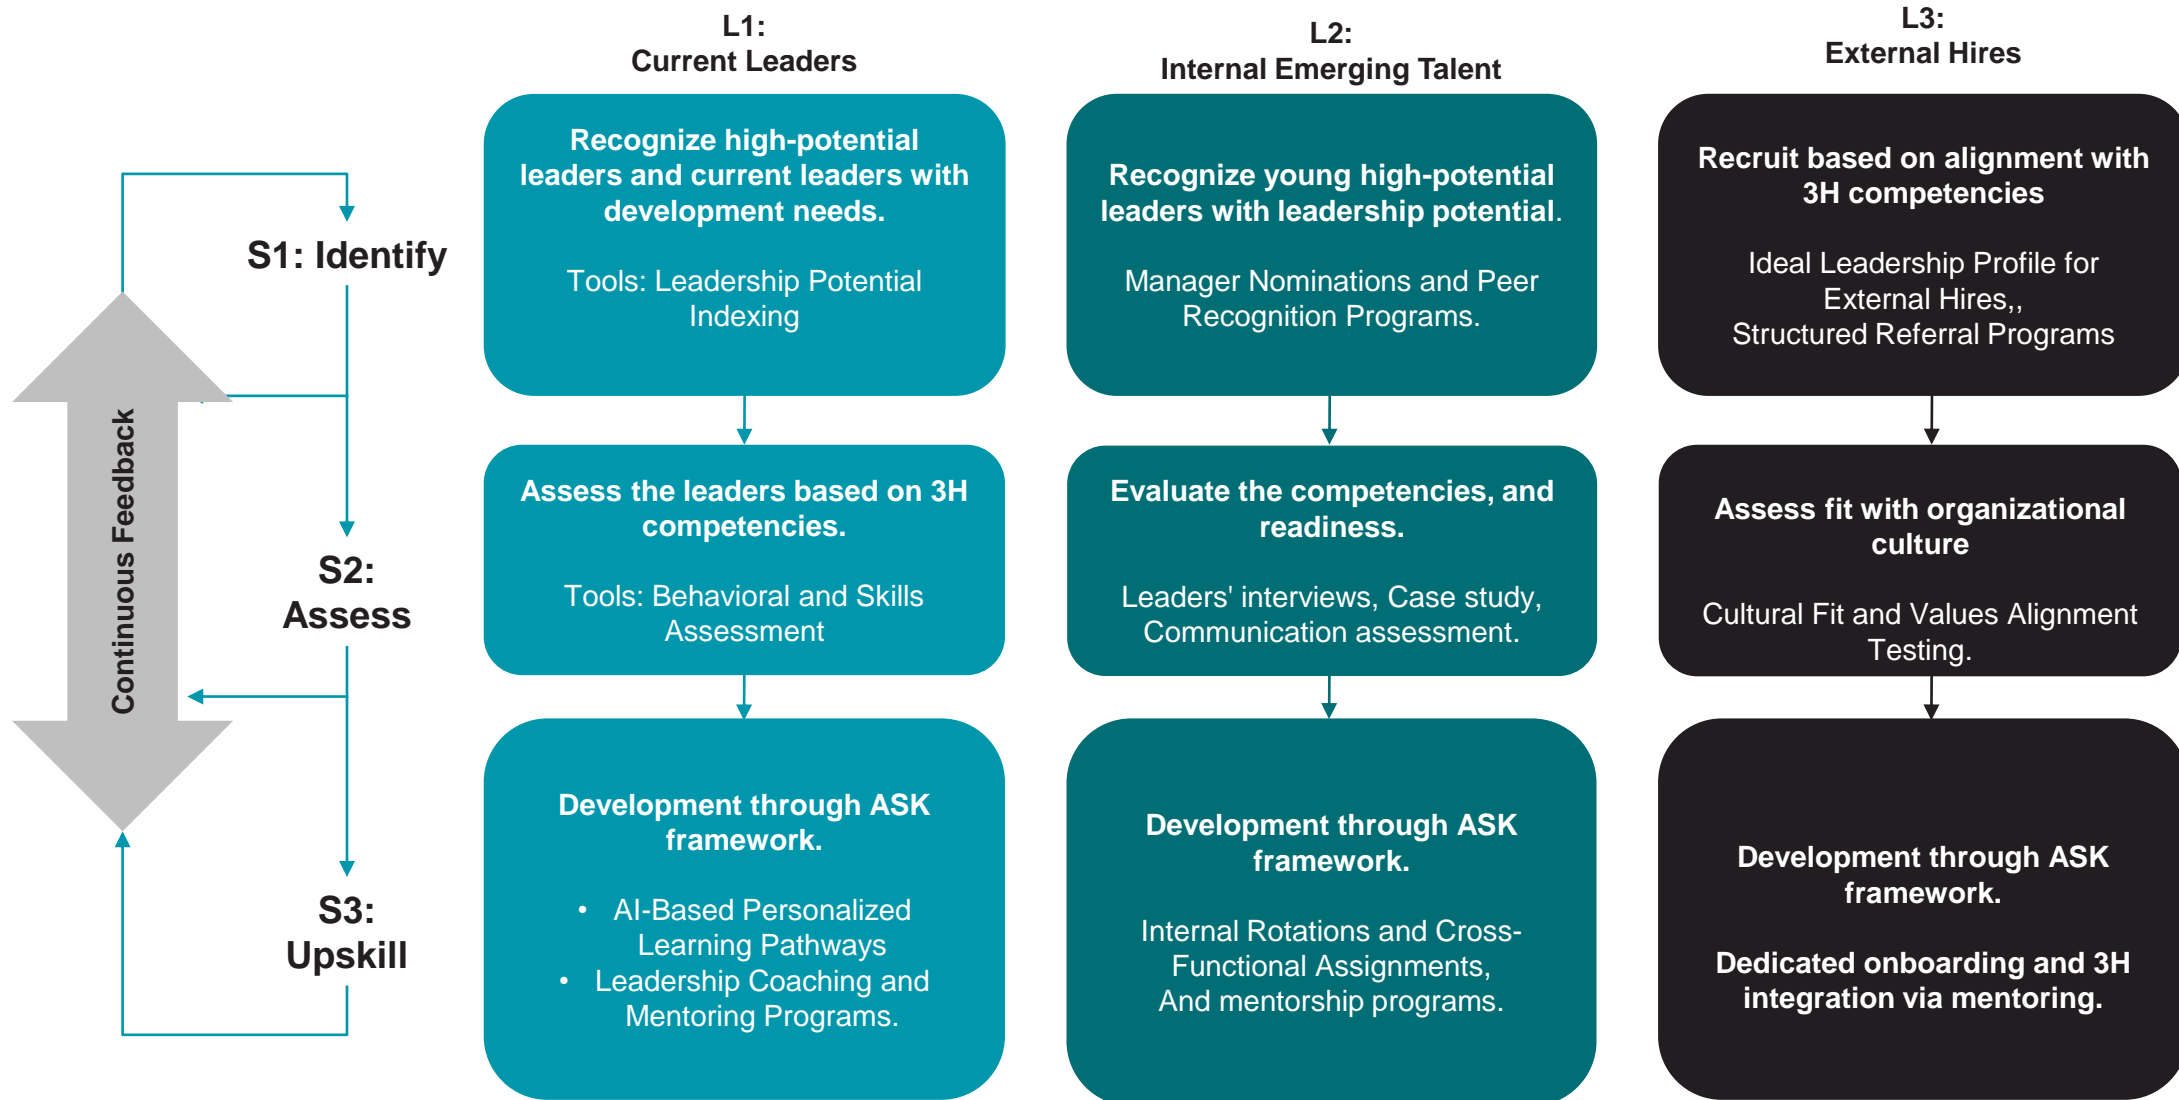 L1:
Current Leaders
L2:
Internal Emerging Talent
L3:
External Hires
S1: Identify
Recognize high-potential
leaders and current leaders with
development needs.
Tools: Leadership Potential
Indexing
Recognize young high-potential
leaders with leadership potential.
Manager Nominations and Peer
Recognition Programs.
Recruit based on alignment with
3H competencies
Ideal Leadership Profile for
External Hires,,
Structured Referral Programs
Continuous Feedback
S2:
Assess
Assess the leaders based on 3H
competencies.
Tools: Behavioral and Skills
Assessment
Evaluate the competencies, and
readiness.
Leaders' interviews, Case study,
Communication assessment.
Assess fit with organizational
culture
Cultural Fit and Values Alignment
Testing.
S3:
Upskill
Development through ASK
framework.
• AI-Based Personalized
Learning Pathways
• Leadership Coaching and
Mentoring Programs.
Development through ASK
framework.
Internal Rotations and Cross-
Functional Assignments,
And mentorship programs.
Development through ASK
framework.
Dedicated onboarding and 3H
integration via mentoring.